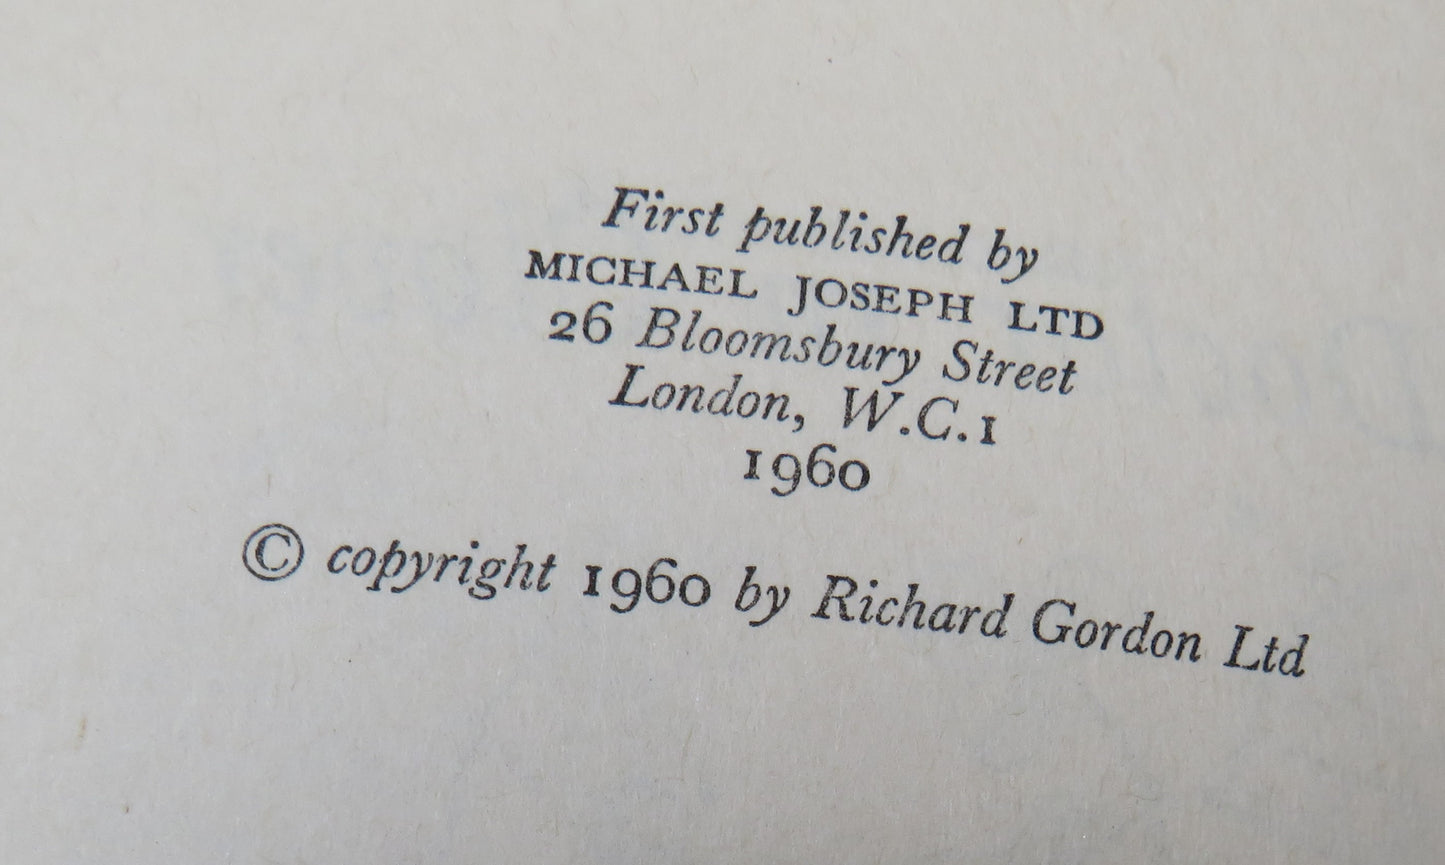 First published by
MICHAEL JOSEPH LTD
26 Bloomsbury Street
London, W.C.1
1960
© copyright 1960 by Richard Gordon Ltd